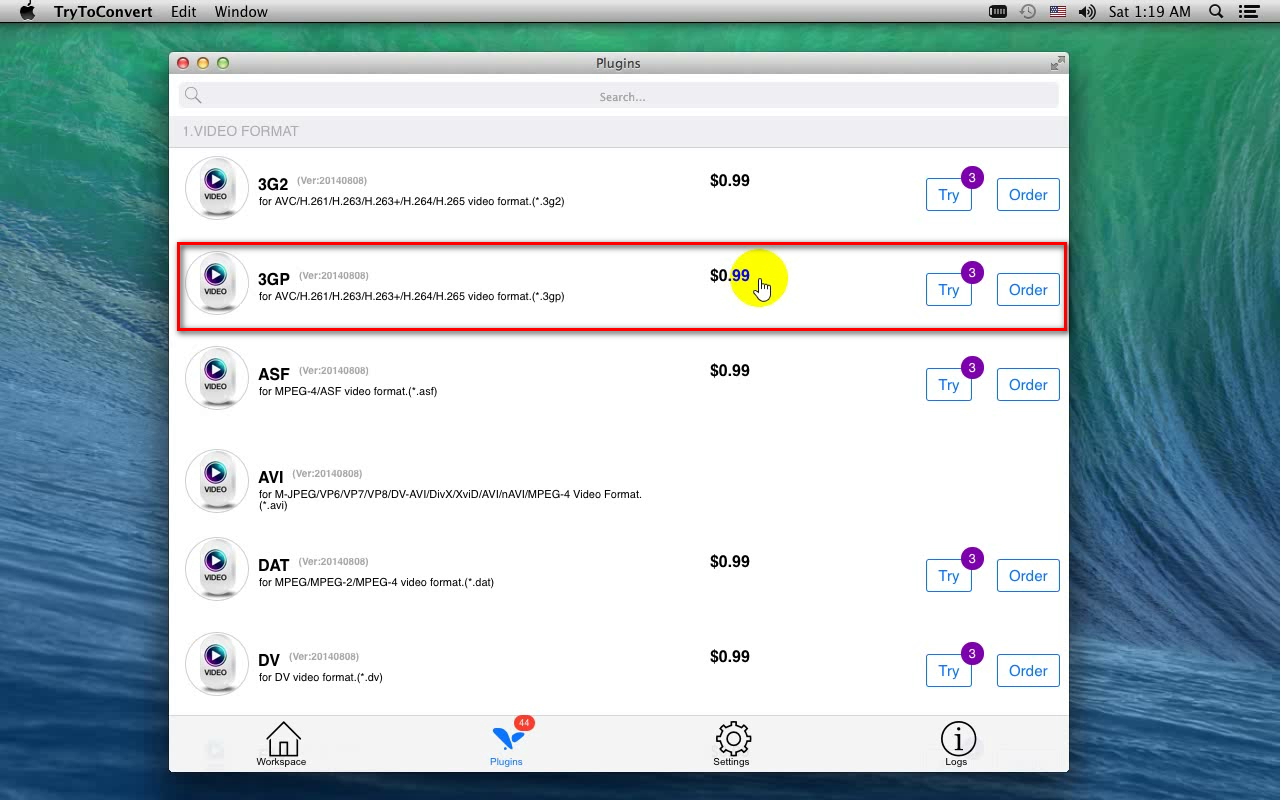 TryToConvert Edit Window Sat 1:19 AM
Plugins
Search...
1.VIDEO FORMAT
VIDEO
3G2 (Ver:20140808)
for AVC/H.261/H.263/H.263+/H.264/H.265 video format.(*.3g2)
$0.99
Try 3 Order
VIDEO
3GP (Ver:20140808)
for AVC/H.261/H.263/H.263+/H.264/H.265 video format.(*.3gp)
$0.99
Try 3 Order
VIDEO
ASF (Ver:20140808)
for MPEG-4/ASF video format.(*.asf)
$0.99
Try 3 Order
VIDEO
AVI (Ver:20140808)
for M-JPEG/VP6/VP7/VP8/DV-AVI/DivX/XviD/AVI/nAVI/MPEG-4 Video Format.
(*.avi)
VIDEO
DAT (Ver:20140808)
for MPEG/MPEG-2/MPEG-4 video format.(*.dat)
$0.99
Try 3 Order
VIDEO
DV (Ver:20140808)
for DV video format.(*.dv)
$0.99
Try 3 Order
Workspace
44
Plugins
Settings
Logs